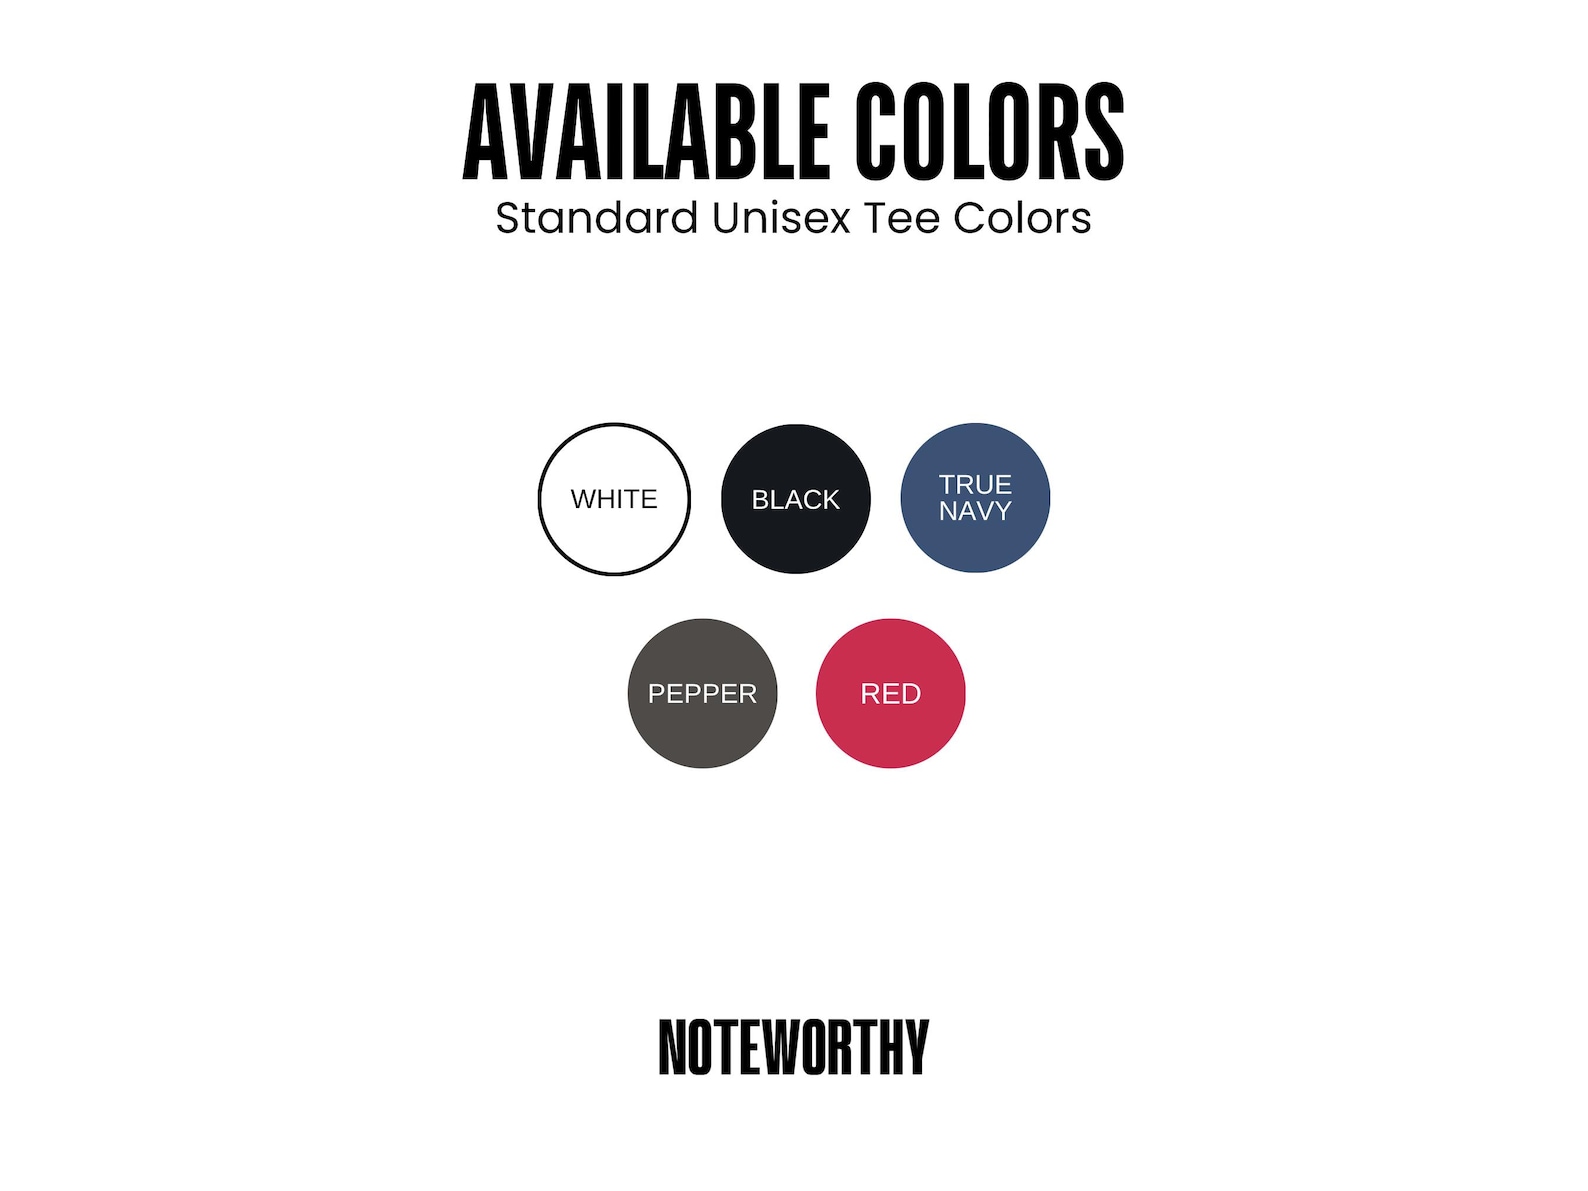 AVAILABLE COLORS
Standard Unisex Tee Colors
WHITE
BLACK
TRUE
NAVY
PEPPER
RED
NOTEWORTHY